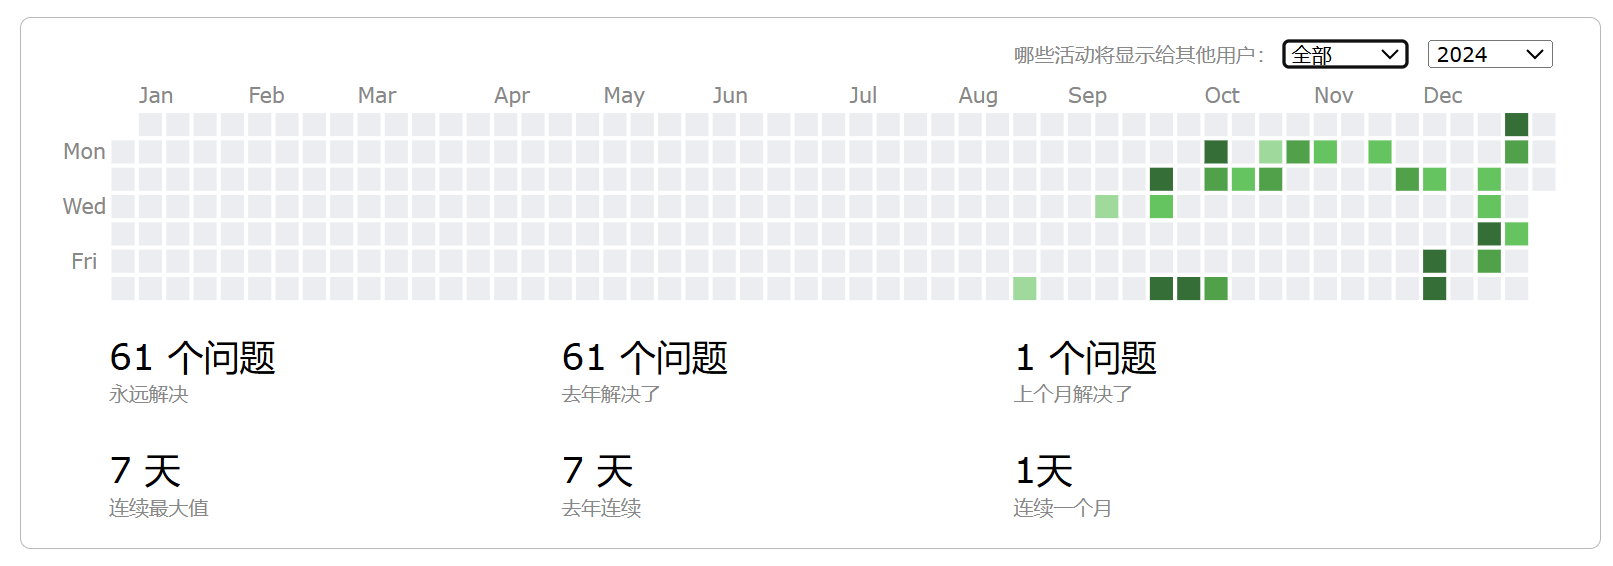 哪些活动将显示给其他用户： 全部 2024
Jan Feb Mar Apr May Jun Jul Aug Sep Oct Nov Dec
Mon
Wed
Fri
61 个问题 61 个问题 1 个问题
永远解决 去年解决了 上个月解决了
7 天 7 天 1天
连续最大值 去年连续 连续一个月